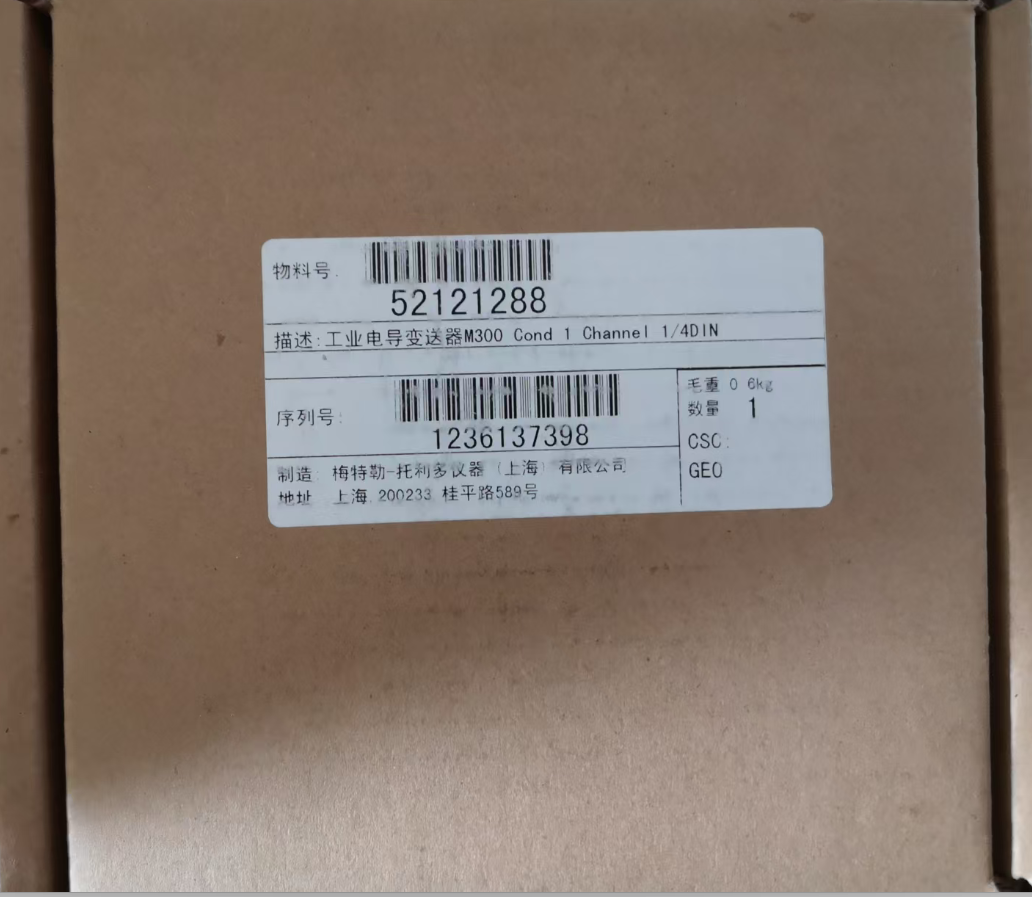 物料号:
52121288
描述:工业电导变送器M300 Cond 1 Channel 1/4DIN
序列号:
1236137398
毛重 0.6kg
数量 1
CSC:
GEO
制造: 梅特勒-托利多仪器（上海）有限公司
地址 上海 200233 桂平路589号